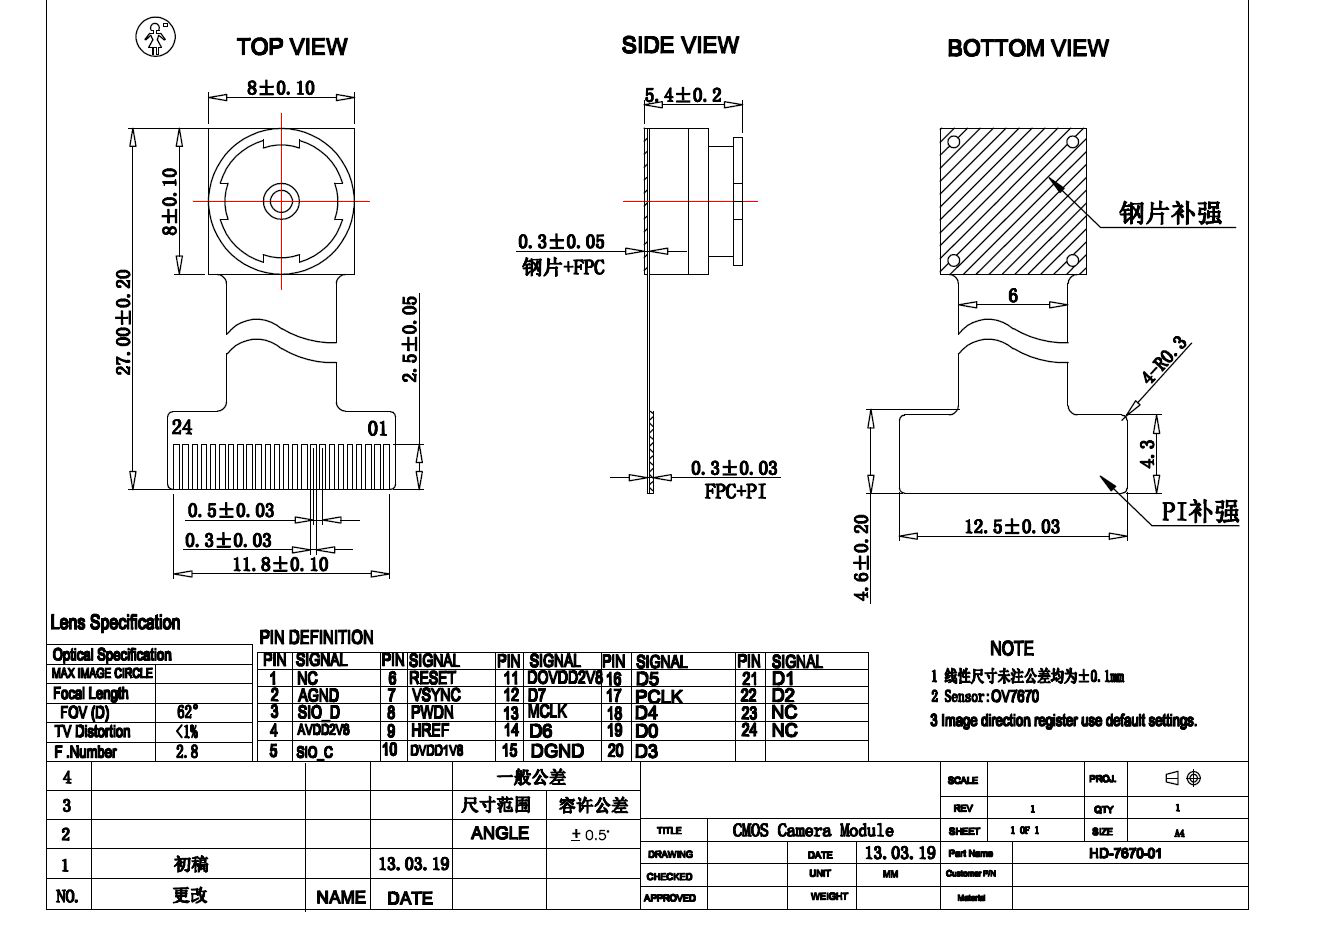 TOP VIEW
SIDE VIEW
BOTTOM VIEW
8±0.10
5.4±0.2
8±0.10
钢片补强
0.3±0.05
钢片+FPC
27.00±0.20
6
2.5±0.05
4-R0.3
24
01
4.3
0.3±0.03
FPC+PI
0.5±0.03
PI补强
0.3±0.03
12.5±0.03
11.8±0.10
4.6±0.20
Lens Specification
Optical Specification
MAX IMAGE CIRCLE
Focal Length
FOV (D) 62°
TV Distortion <1%
F .Number 2.8
PIN DEFINITION
PIN SIGNAL PIN SIGNAL PIN SIGNAL PIN SIGNAL PIN SIGNAL
1 NC 6 RESET 11 DOVDD2V8 16 D5 21 D1
2 AGND 7 VSYNC 12 D7 17 PCLK 22 D2
3 SIO_D 8 PWDN 13 MCLK 18 D4 23 NC
4 AVDD2V8 9 HREF 14 D6 19 D0 24 NC
5 SIO_C 10 DVDD1V8 15 DGND 20 D3
NOTE
1 线性尺寸未注公差均为±0.1mm
2 Sensor:OV7670
3 Image direction register use default settings.
4 一般公差 SCALE PROJ.
3 尺寸范围 容许公差 REV 1 QTY 1
2 ANGLE ±0.5° TITLE CMOS Camera Module SHEET 1 OF 1 SIZE A4
1 初稿 13.03.19 DRAWING DATE 13.03.19 Part Name HD-7670-01
CHECKED UNIT MM Customer P/N
NO. 更改 NAME DATE APPROVED WEIGHT Material